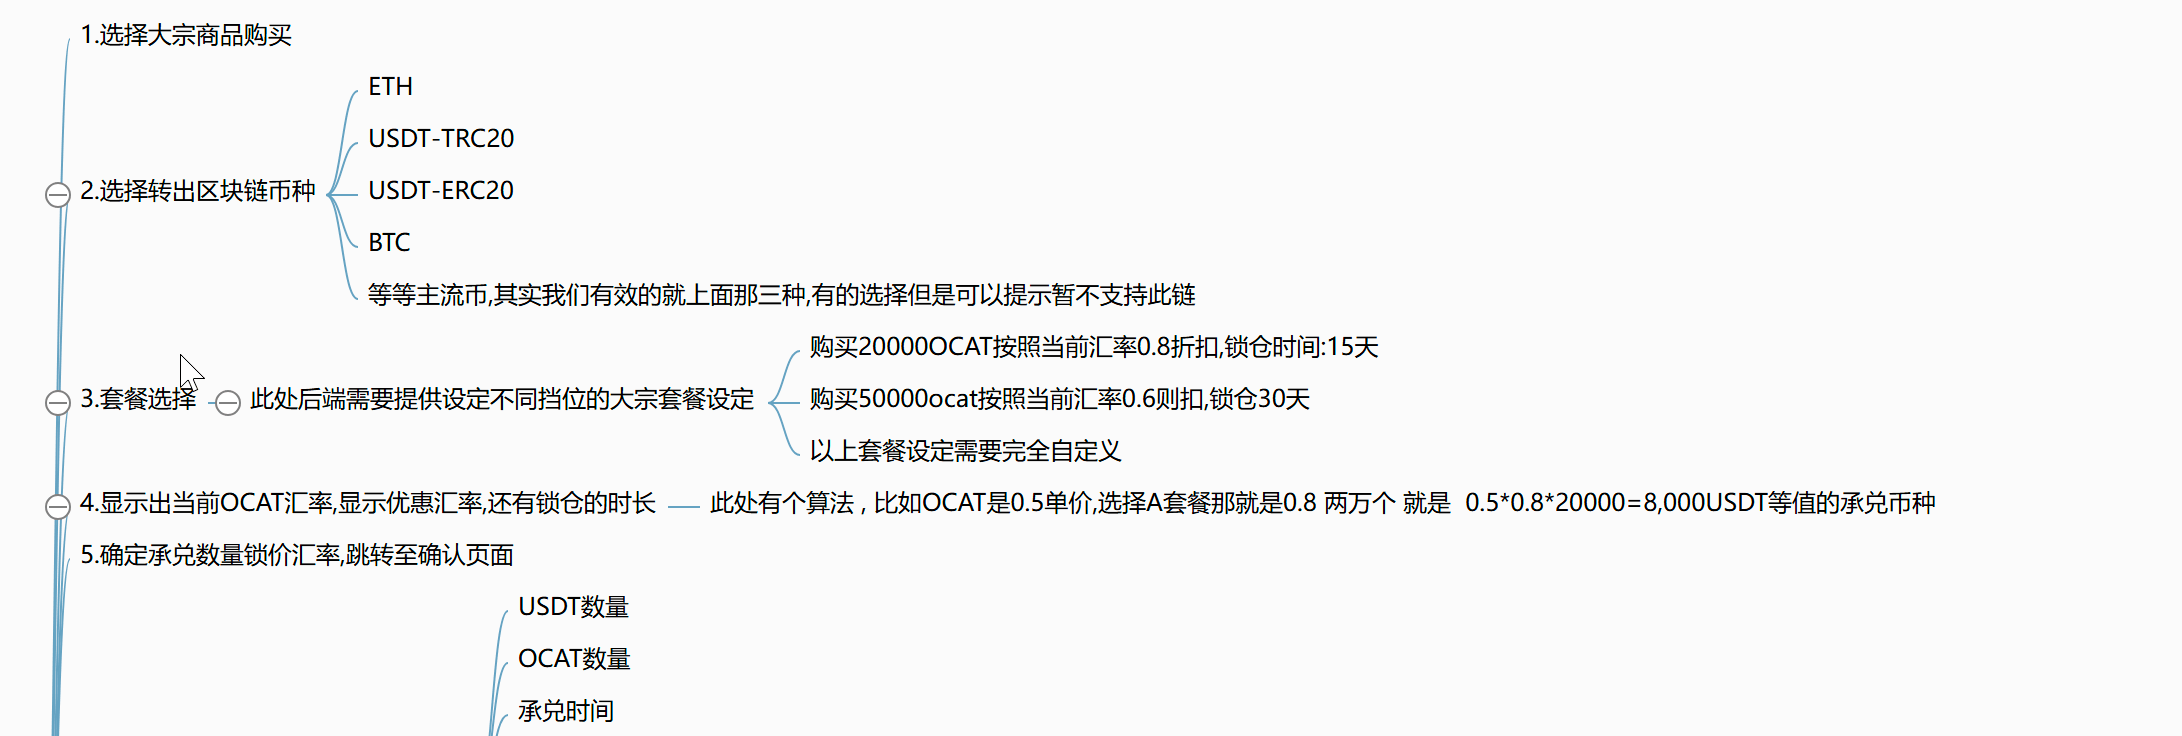 1.选择大宗商品购买
2.选择转出区块链币种
ETH
USDT-TRC20
USDT-ERC20
BTC
等等主流币,其实我们有效的就上面那三种,有的选择但是可以提示暂不支持此链
3.套餐选择
此处后端需要提供设定不同挡位的大宗套餐设定
购买20000OCAT按照当前汇率0.8折扣,锁仓时间:15天
购买50000ocat按照当前汇率0.6则扣,锁仓30天
以上套餐设定需要完全自定义
4.显示出当前OCAT汇率,显示优惠汇率,还有锁仓的时长
此处有个算法 , 比如OCAT是0.5单价,选择A套餐那就是0.8 两万个 就是  0.5*0.8*20000=8,000USDT等值的承兑币种
5.确定承兑数量锁价汇率,跳转至确认页面
USDT数量
OCAT数量
承兑时间